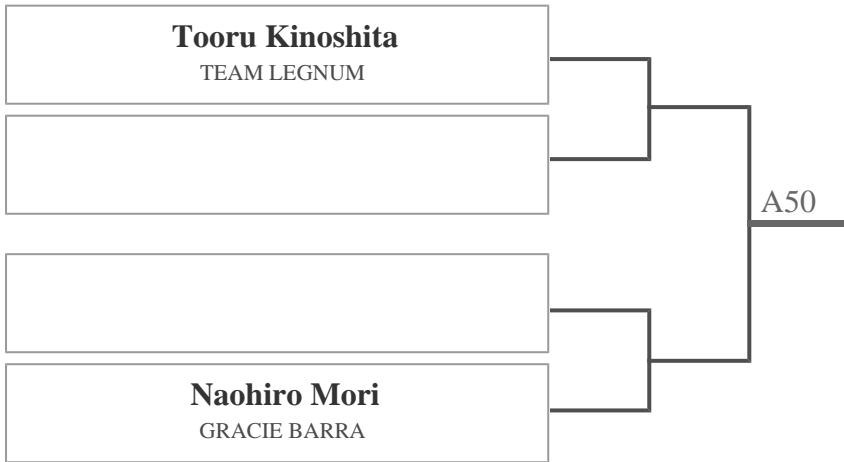 Tooru Kinoshita
TEAM LEGNUM
A50
Naohiro Mori
GRACIE BARRA